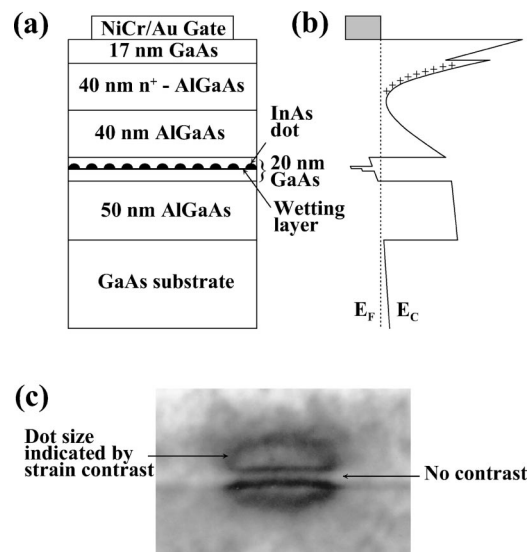 (a)
NiCr/Au Gate
17 nm GaAs
40 nm n⁺ - AlGaAs
40 nm AlGaAs
InAs
dot
20 nm
GaAs
Wetting
layer
50 nm AlGaAs
GaAs substrate
(b)
+++++++++
E_F E_C
(c)
Dot size
indicated by
strain contrast
No contrast